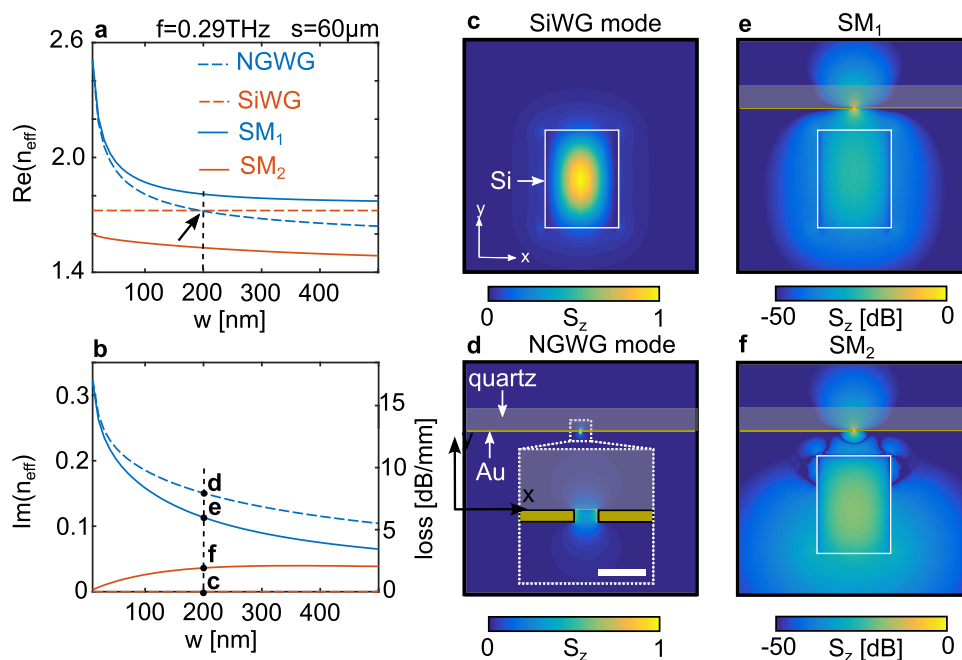 a f=0.29THz s=60μm
2.6
NGWG
SiWG
SM1
SM2
2.0
1.4
Re(neff)
100 200 300 400
w [nm]
b
0.3
0.2
0.1
0
Im(neff)
15
10
5
0
loss [dB/mm]
d
e
f
c
100 200 300 400
w [nm]
c SiWG mode
Si
y
x
0 1
Sz
d NGWG mode
quartz
Au
y
x
0 1
Sz
e SM1
-50 0
Sz [dB]
f SM2
-50 0
Sz [dB]